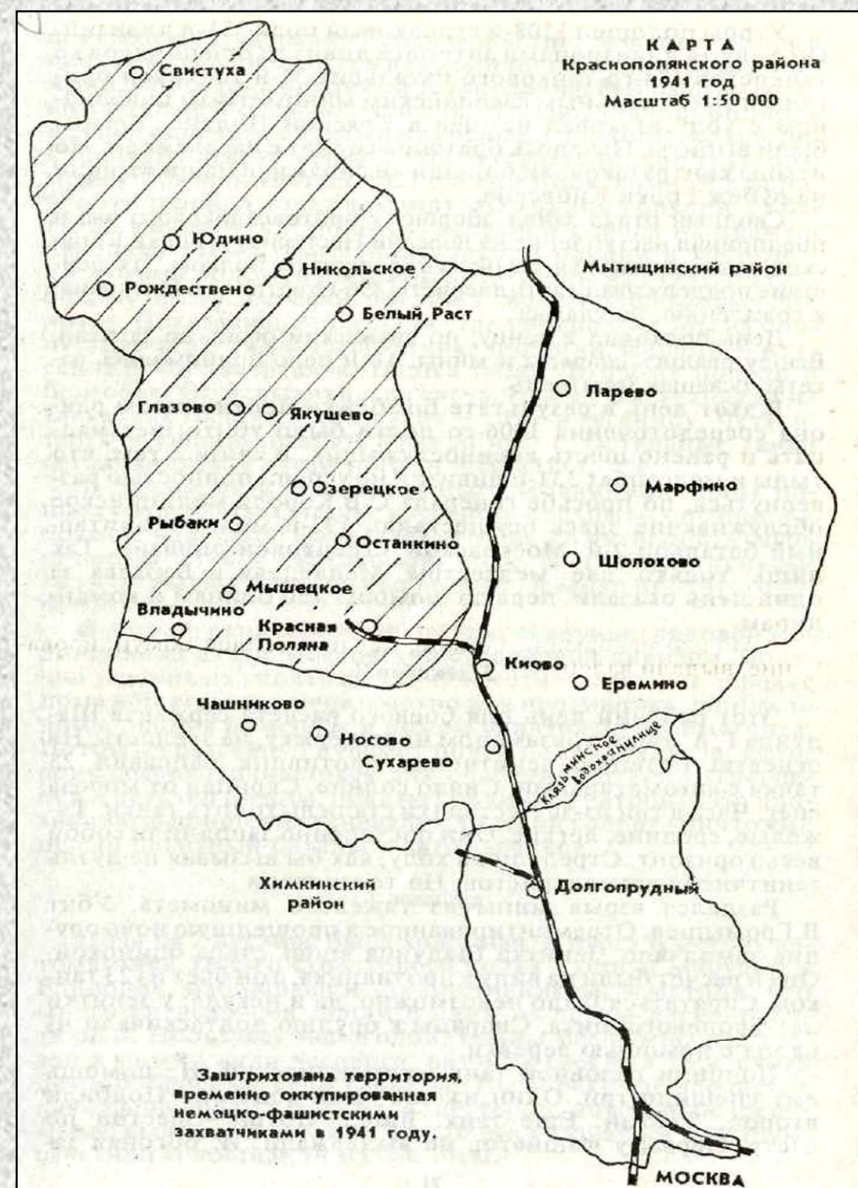 КАРТА
Краснополянского района
1941 год
Масштаб 1:50 000
Свистуха
Юдино
Никольское
Мытищинский район
Рождествено
Белый Раст
Ларево
Глазово
Якушево
Озерецкое
Марфино
Рыбаки
Останкино
Шолохово
Мышецкое
Владычино
Красная
Поляна
Киово
Еремино
Чашниково
Носово
Сухарево
Клязьминское
водохранилище
Химкинский
район
Долгопрудный
Заштрихована территория,
временно оккупированная
немецко-фашистскими
захватчиками в 1941 году.
МОСКВА